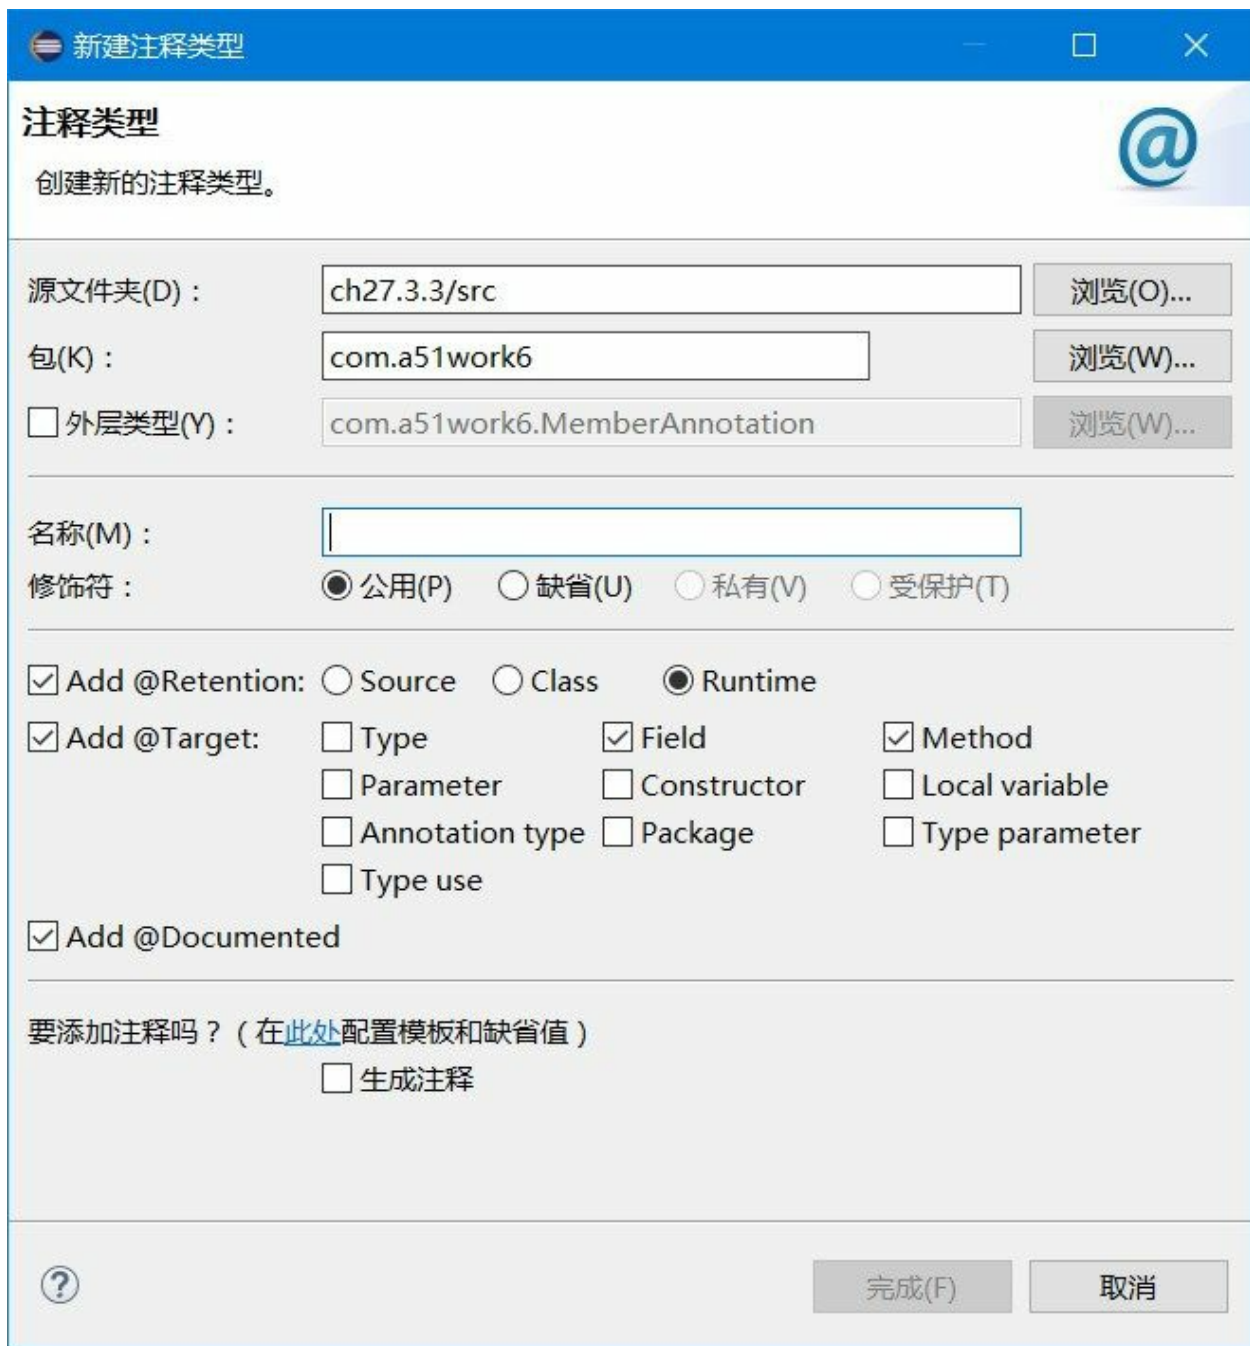 新建注释类型
注释类型
创建新的注释类型。
源文件夹(D)： ch27.3.3/src 浏览(O)...
包(K)： com.a51work6 浏览(W)...
外层类型(Y)： com.a51work6.MemberAnnotation 浏览(W)...
名称(M)：
修饰符： 公用(P) 缺省(U) 私有(V) 受保护(T)
Add @Retention: Source Class Runtime
Add @Target: Type Field Method
Parameter Constructor Local variable
Annotation type Package Type parameter
Type use
Add @Documented
要添加注释吗？（在此处配置模板和缺省值）
生成注释
完成(F) 取消